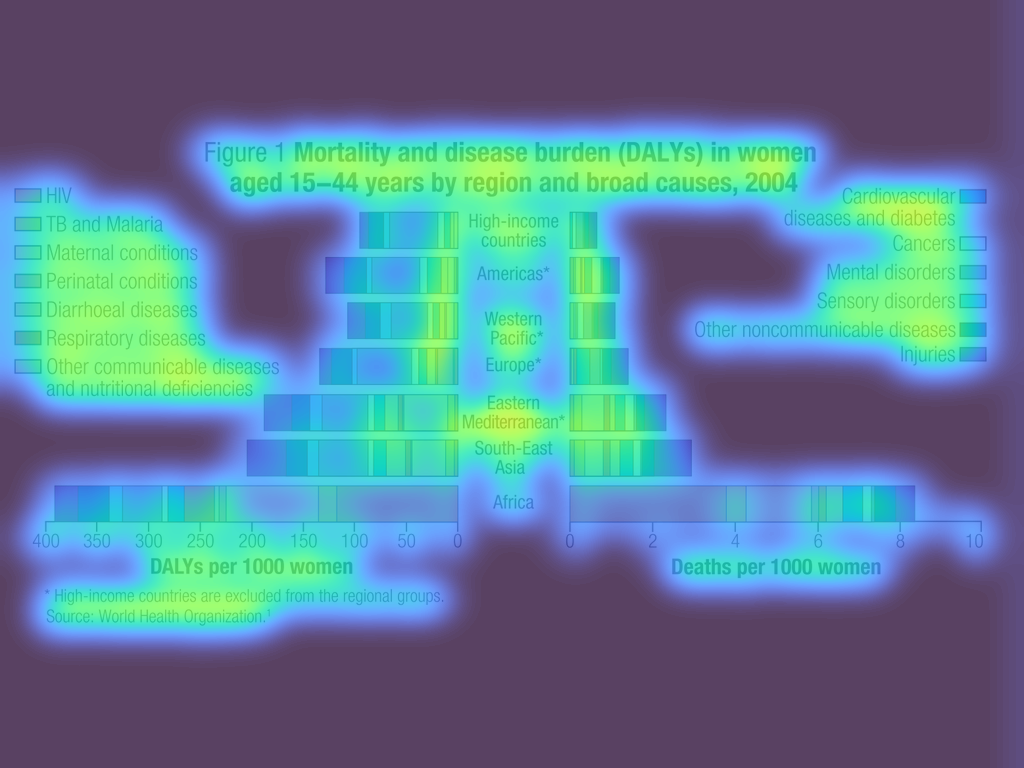 Figure 1 Mortality and disease burden (DALYs) in women
aged 15–44 years by region and broad causes, 2004
HIV
TB and Malaria
Maternal conditions
Perinatal conditions
Diarrhoeal diseases
Respiratory diseases
Other communicable diseases
and nutritional deficiencies
High-income
countries
Americas*
Western
Pacific*
Europe*
Eastern
Mediterranean*
South-East
Asia
Africa
Cardiovascular
diseases and diabetes
Cancers
Mental disorders
Sensory disorders
Other noncommunicable diseases
Injuries
400 350 300 250 200 150 100 50 0
0 2 4 6 8 10
DALYs per 1000 women
Deaths per 1000 women
* High-income countries are excluded from the regional groups.
Source: World Health Organization.¹